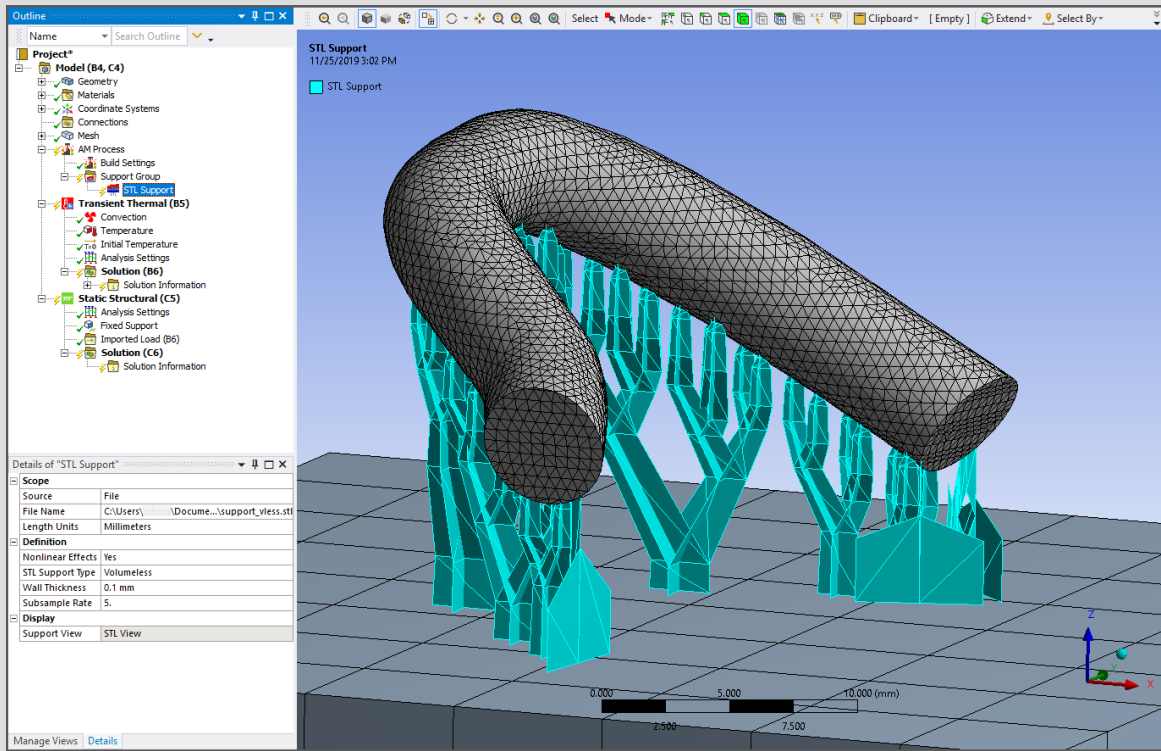 Outline
Name
Search Outline
Select
Mode
Clipboard
[ Empty ]
Extend
Select By
Project*
Model (B4, C4)
Geometry
Materials
Coordinate Systems
Connections
Mesh
AM Process
Build Settings
Support Group
STL Support
Transient Thermal (B5)
Convection
Temperature
Initial Temperature
Analysis Settings
Solution (B6)
Solution Information
Static Structural (C5)
Analysis Settings
Fixed Support
Imported Load (B6)
Solution (C6)
Solution Information
Details of "STL Support"
Scope
Source File
File Name C:\Users\ \Docume...\support_vless.stl
Length Units Millimeters
Definition
Nonlinear Effects Yes
STL Support Type Volumeless
Wall Thickness 0.1 mm
Subsample Rate 5.
Display
Support View STL View
Manage Views Details
STL Support
11/25/2019 3:02 PM
STL Support
0.000 5.000 10.000 (mm)
2.500 7.500
Z
Y
X